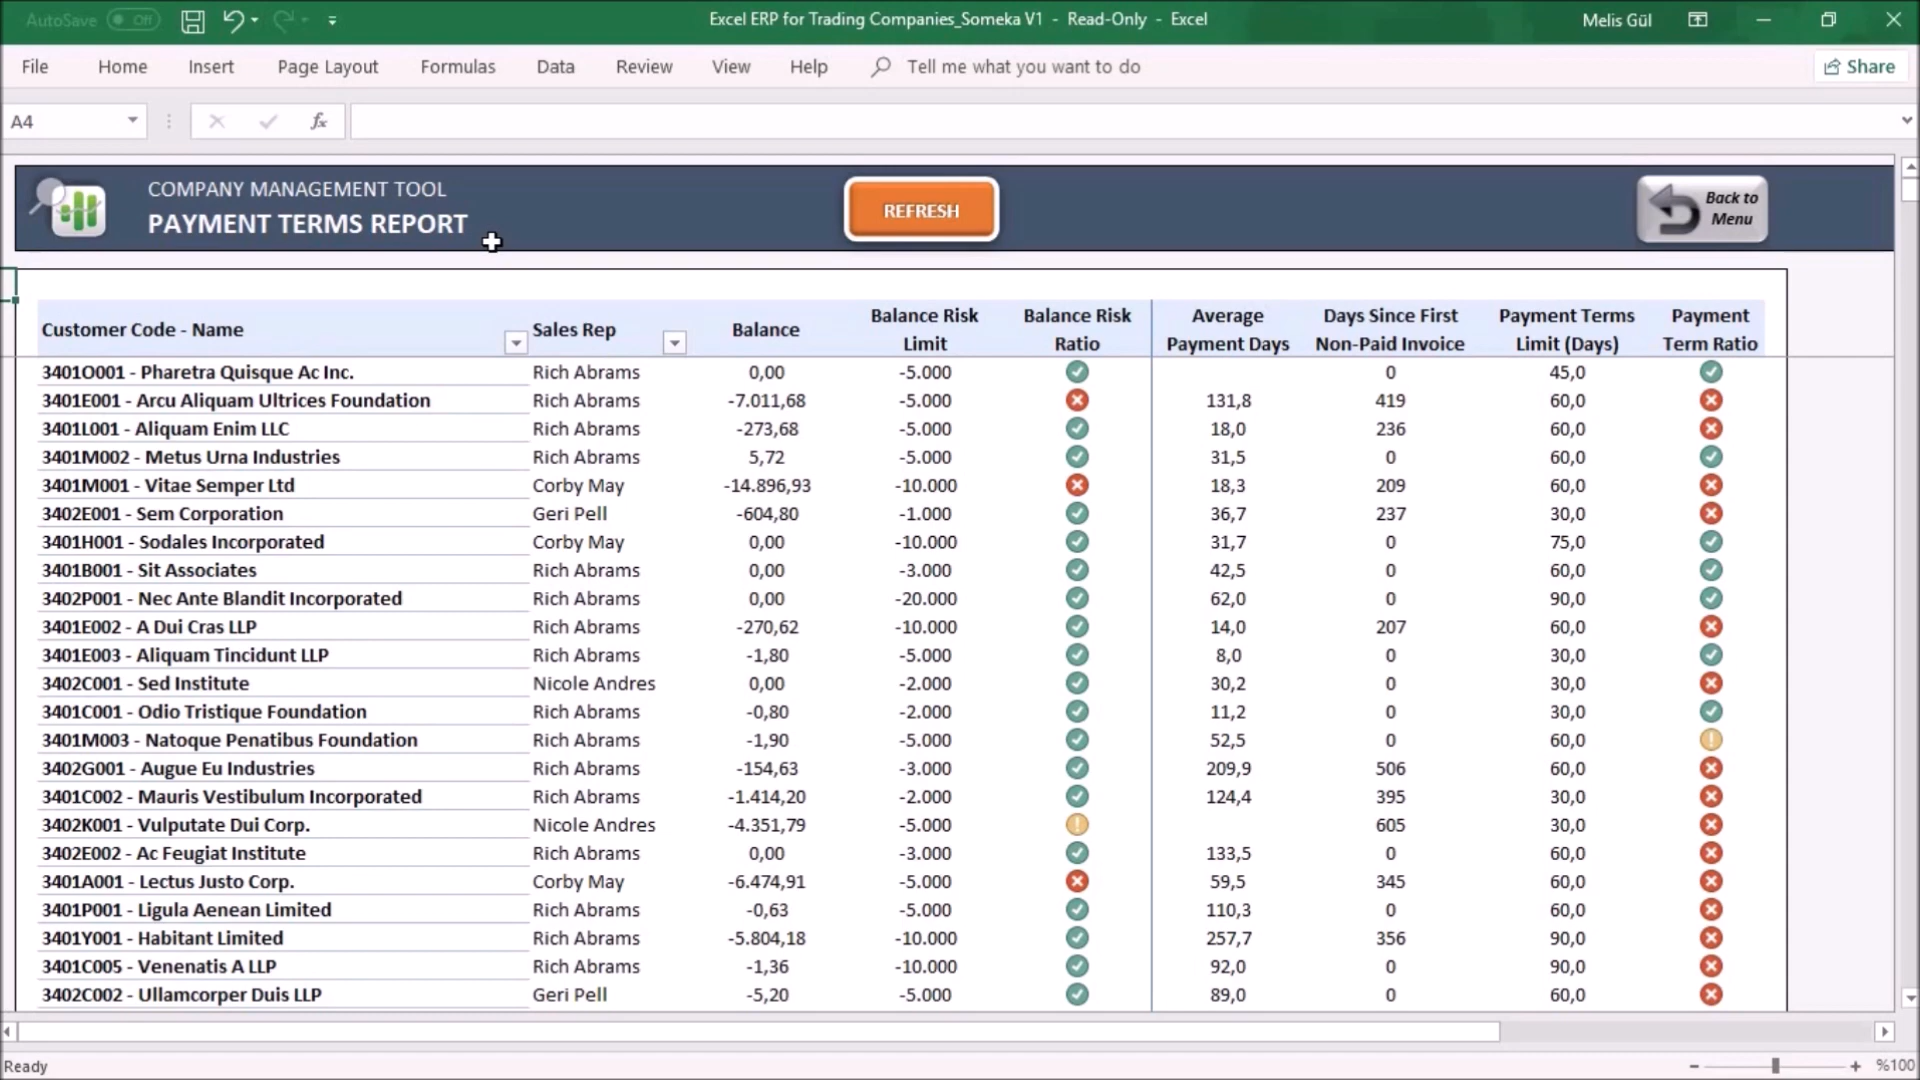 AutoSave Off Excel ERP for Trading Companies_Someka V1 - Read-Only - Excel Melis Gül
File Home Insert Page Layout Formulas Data Review View Help Tell me what you want to do Share
A4 fx
COMPANY MANAGEMENT TOOL
PAYMENT TERMS REPORT
REFRESH
Back to
Menu
Customer Code - Name Sales Rep Balance Balance Risk Limit Balance Risk Ratio Average Payment Days Days Since First Non-Paid Invoice Payment Terms Limit (Days) Payment Term Ratio
3401O001 - Pharetra Quisque Ac Inc. Rich Abrams 0,00 -5.000 0 45,0
3401E001 - Arcu Aliquam Ultrices Foundation Rich Abrams -7.011,68 -5.000 131,8 419 60,0
3401L001 - Aliquam Enim LLC Rich Abrams -273,68 -5.000 18,0 236 60,0
3401M002 - Metus Urna Industries Rich Abrams 5,72 -5.000 31,5 0 60,0
3401M001 - Vitae Semper Ltd Corby May -14.896,93 -10.000 18,3 209 60,0
3402E001 - Sem Corporation Geri Pell -604,80 -1.000 36,7 237 30,0
3401H001 - Sodales Incorporated Corby May 0,00 -10.000 31,7 0 75,0
3401B001 - Sit Associates Rich Abrams 0,00 -3.000 42,5 0 60,0
3402P001 - Nec Ante Blandit Incorporated Rich Abrams 0,00 -20.000 62,0 0 90,0
3401E002 - A Dui Cras LLP Rich Abrams -270,62 -10.000 14,0 207 60,0
3401E003 - Aliquam Tincidunt LLP Rich Abrams -1,80 -5.000 8,0 0 30,0
3402C001 - Sed Institute Nicole Andres 0,00 -2.000 30,2 0 30,0
3401C001 - Odio Tristique Foundation Rich Abrams -0,80 -2.000 11,2 0 30,0
3401M003 - Natoque Penatibus Foundation Rich Abrams -1,90 -5.000 52,5 0 60,0
3402G001 - Augue Eu Industries Rich Abrams -154,63 -3.000 209,9 506 60,0
3401C002 - Mauris Vestibulum Incorporated Rich Abrams -1.414,20 -2.000 124,4 395 30,0
3402K001 - Vulputate Dui Corp. Nicole Andres -4.351,79 -5.000 605 30,0
3402E002 - Ac Feugiat Institute Rich Abrams 0,00 -3.000 133,5 0 60,0
3401A001 - Lectus Justo Corp. Corby May -6.474,91 -5.000 59,5 345 60,0
3401P001 - Ligula Aenean Limited Rich Abrams -0,63 -5.000 110,3 0 60,0
3401Y001 - Habitant Limited Rich Abrams -5.804,18 -10.000 257,7 356 90,0
3401C005 - Venenatis A LLP Rich Abrams -1,36 -10.000 92,0 0 90,0
3402C002 - Ullamcorper Duis LLP Geri Pell -5,20 -5.000 89,0 0 60,0
Ready %100